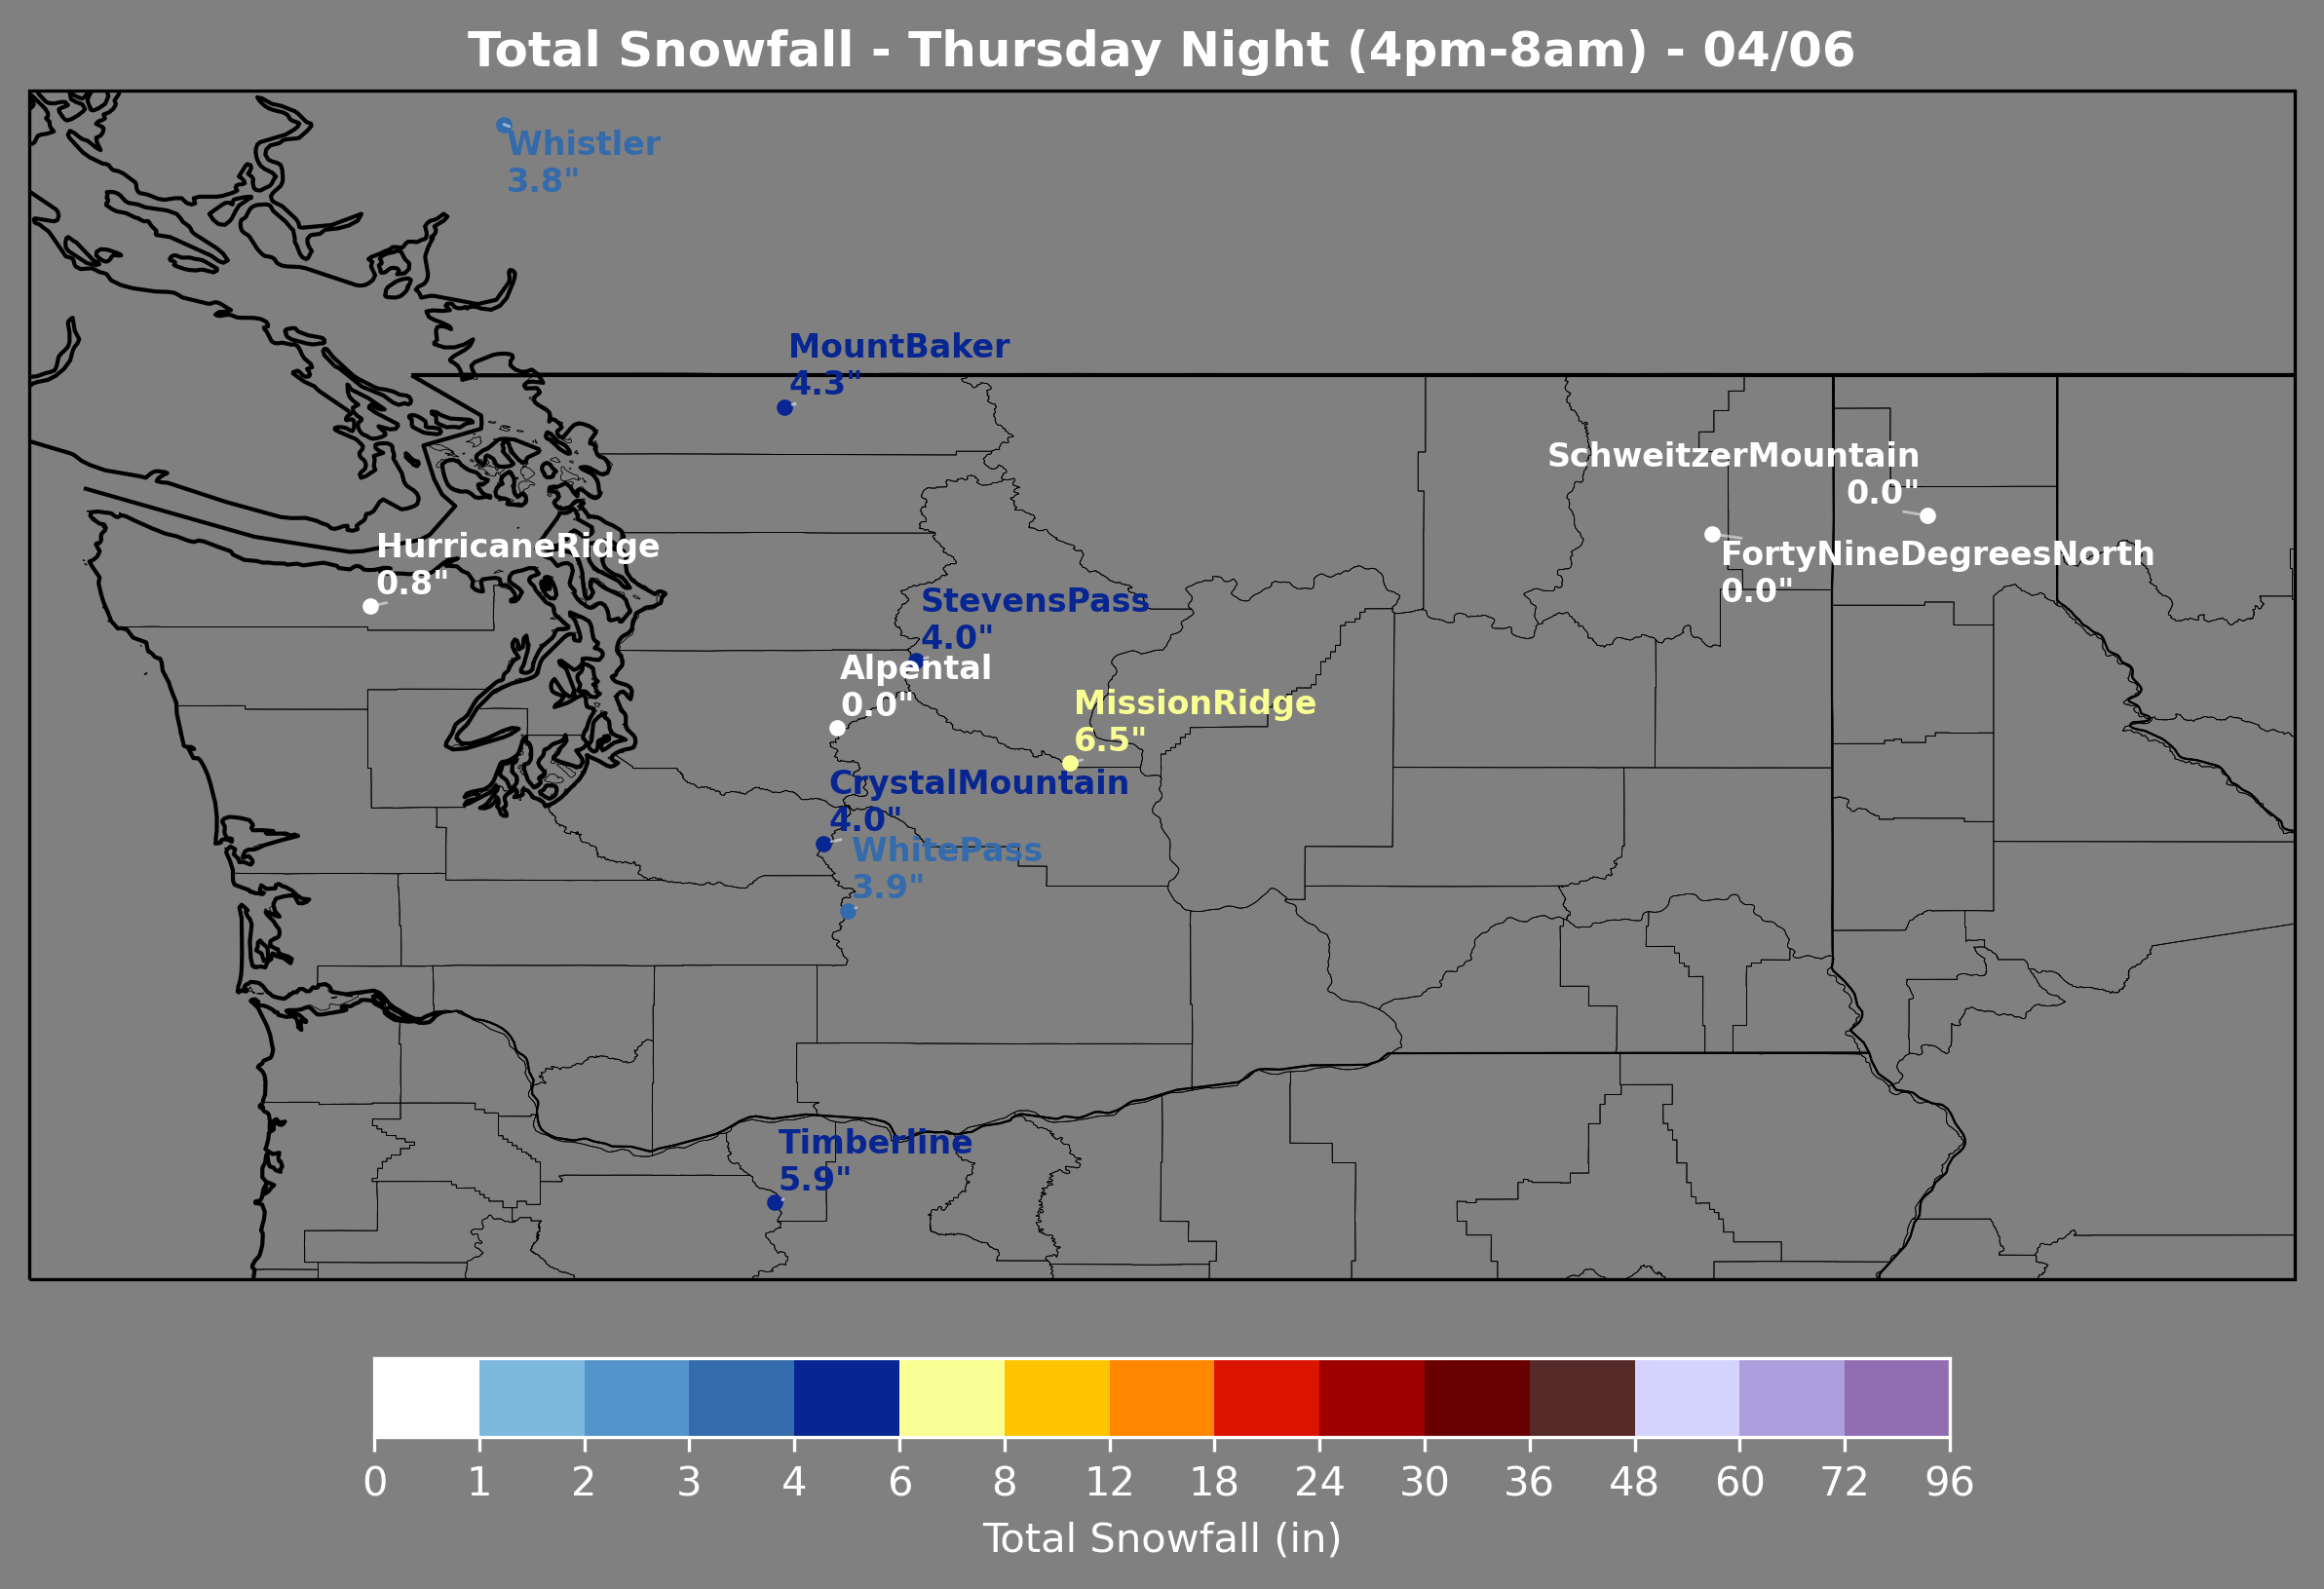 Total Snowfall - Thursday Night (4pm-8am) - 04/06
Whistler
3.8"
MountBaker
4.3"
SchweitzerMountain
0.0"
HurricaneRidge
0.8"
FortyNineDegreesNorth
0.0"
StevensPass
4.0"
Alpental
0.0"
MissionRidge
6.5"
CrystalMountain
4.0"
WhitePass
3.9"
Timberline
5.9"
0 1 2 3 4 6 8 12 18 24 30 36 48 60 72 96
Total Snowfall (in)